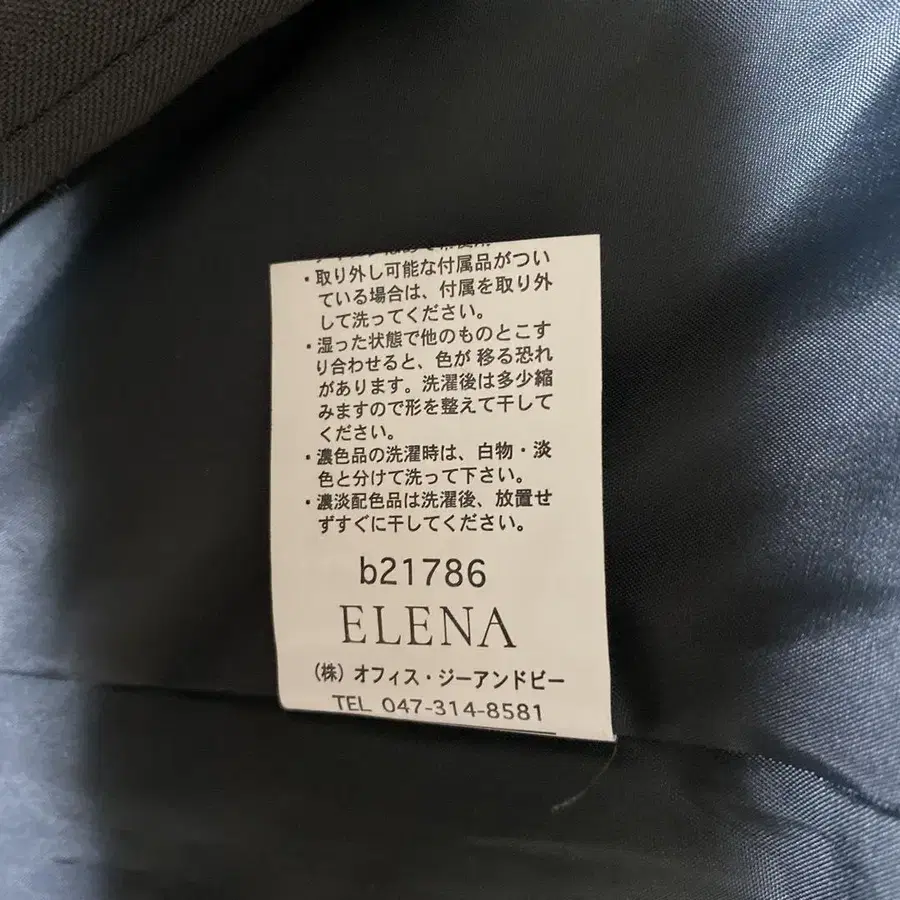 ・取り外し可能な付属品がつい
ている場合は、付属を取り外
して洗ってください。
・湿った状態で他のものとこす
り合わせると、色が 移る恐れ
があります。洗濯後は多少縮
みますので形を整えて干して
ください。
・濃色品の洗濯時は、白物・淡
色と分けて洗って下さい。
・濃淡配色品は洗濯後、放置せ
ずすぐに干してください。
b21786
ELENA
（株）オフィス・ジーアンドビー
TEL 047-314-8581